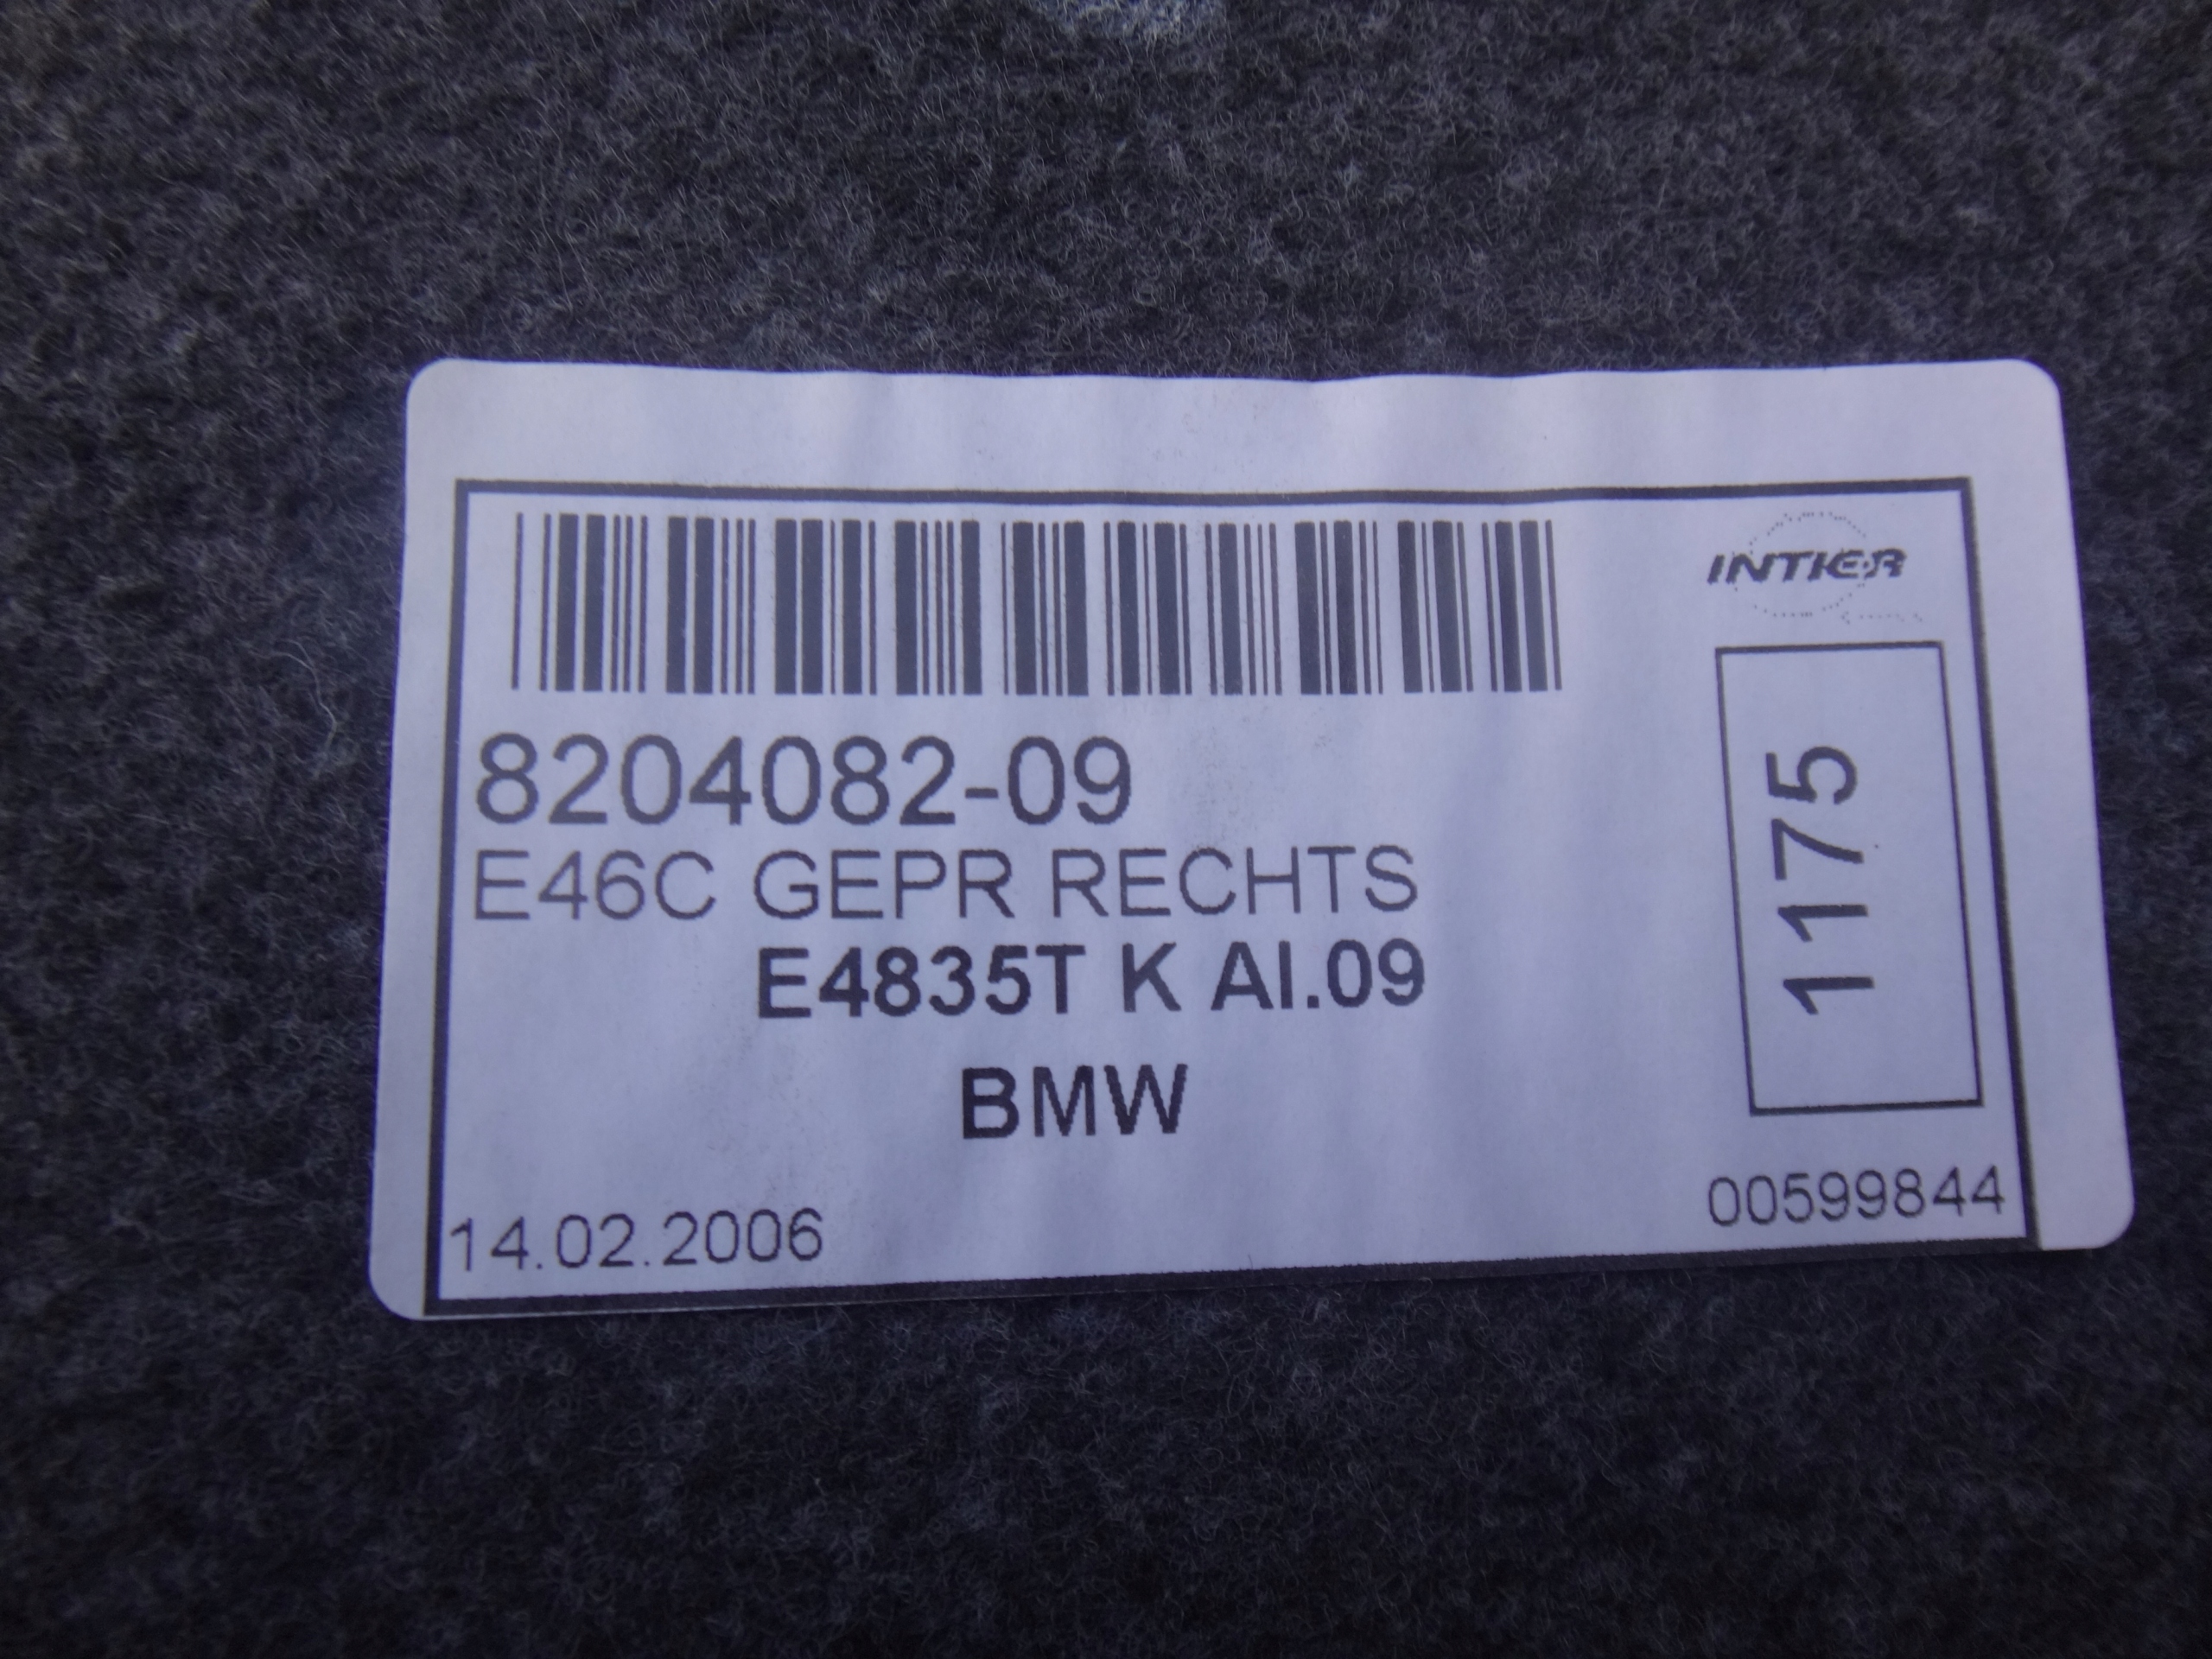 INTIER
8204082-09
E46C GEPR RECHTS
E4835T K AI.09
BMW
1175
14.02.2006
00599844